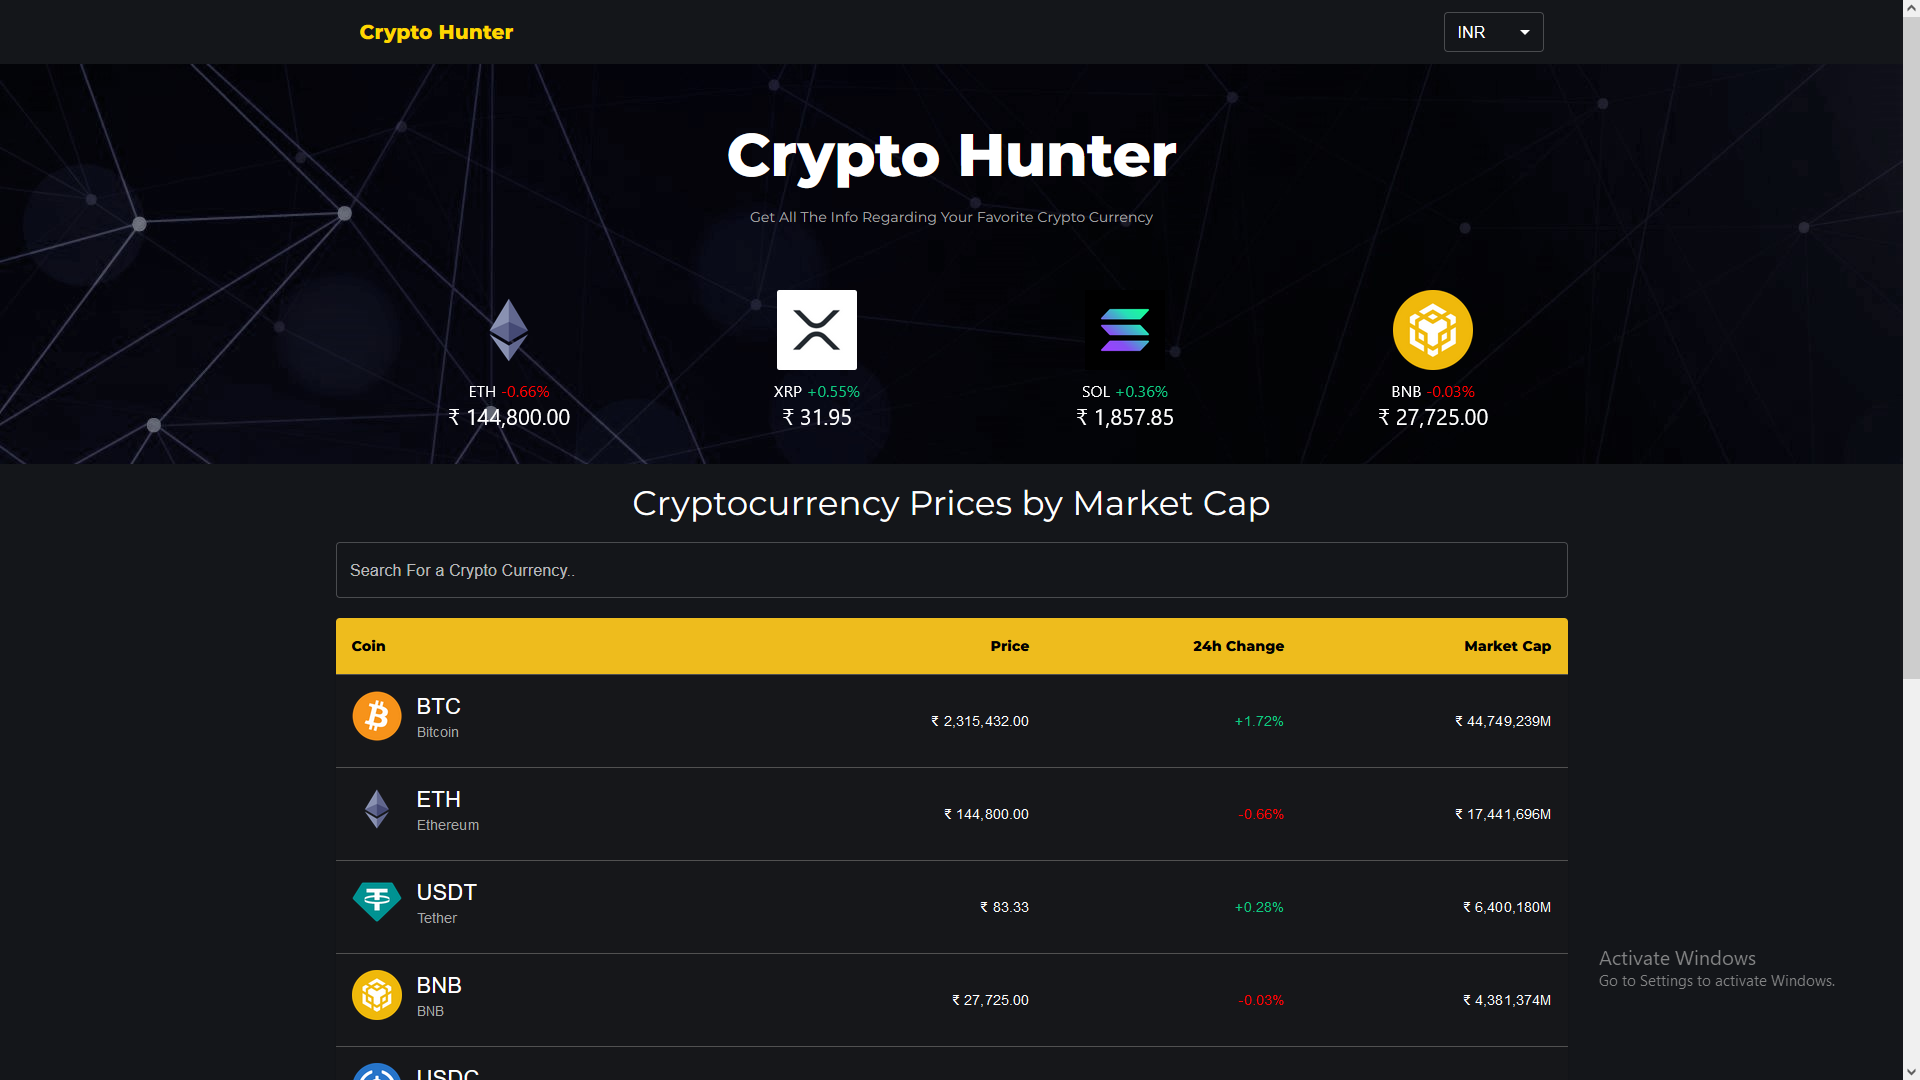 Crypto Hunter
INR
Crypto Hunter
Get All The Info Regarding Your Favorite Crypto Currency
ETH -0.66%
₹ 144,800.00
XRP +0.55%
₹ 31.95
SOL +0.36%
₹ 1,857.85
BNB -0.03%
₹ 27,725.00
Cryptocurrency Prices by Market Cap
Search For a Crypto Currency..
Coin Price 24h Change Market Cap
BTC
Bitcoin
₹ 2,315,432.00 +1.72% ₹ 44,749,239M
ETH
Ethereum
₹ 144,800.00 -0.66% ₹ 17,441,696M
USDT
Tether
₹ 83.33 +0.28% ₹ 6,400,180M
BNB
BNB
₹ 27,725.00 -0.03% ₹ 4,381,374M
USDC
Activate Windows
Go to Settings to activate Windows.